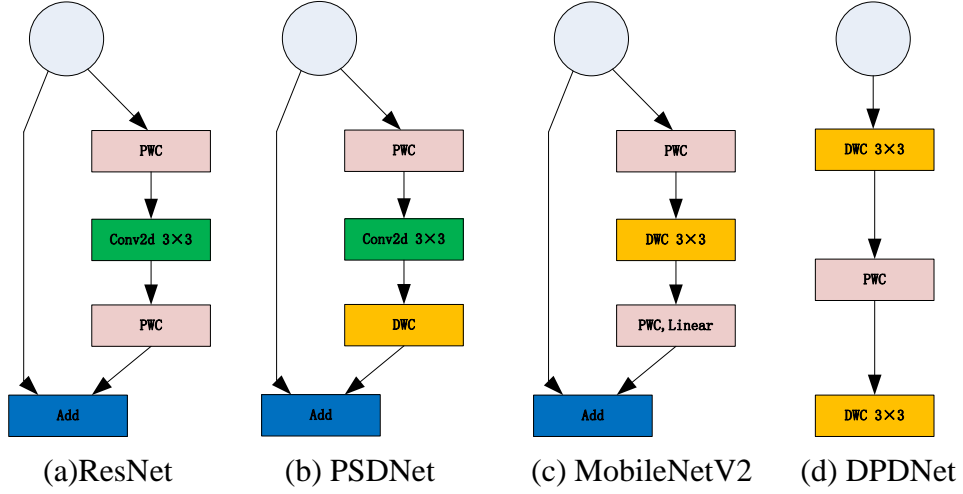 PWC
Conv2d 3×3
PWC
Add
(a)ResNet
PWC
Conv2d 3×3
DWC
Add
(b) PSDNet
PWC
DWC 3×3
PWC,Linear
Add
(c) MobileNetV2
DWC 3×3
PWC
DWC 3×3
(d) DPDNet